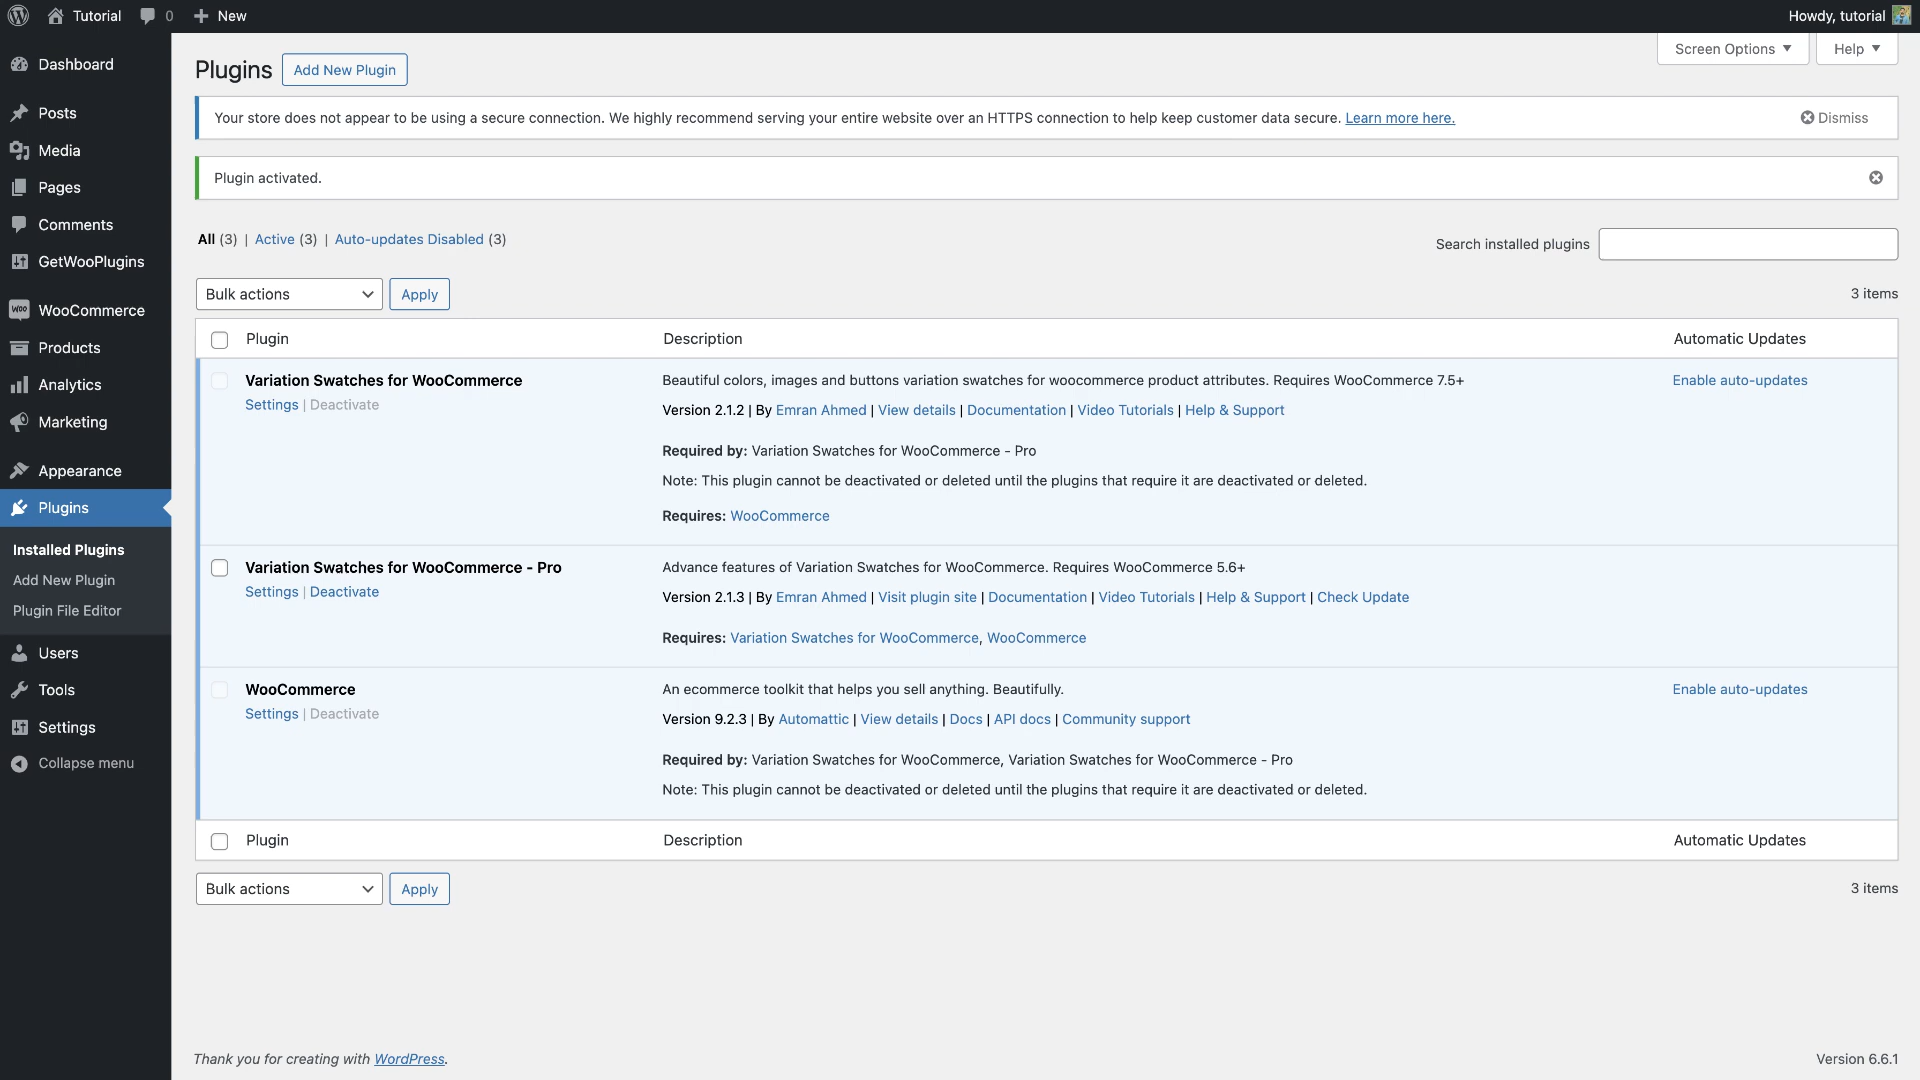 Tutorial 0 New Howdy, tutorial
Dashboard
Posts
Media
Pages
Comments
GetWooPlugins
WooCommerce
Products
Analytics
Marketing
Appearance
Plugins
Installed Plugins
Add New Plugin
Plugin File Editor
Users
Tools
Settings
Collapse menu
Screen Options Help
Plugins Add New Plugin
Your store does not appear to be using a secure connection. We highly recommend serving your entire website over an HTTPS connection to help keep customer data secure. Learn more here. Dismiss
Plugin activated.
All (3) | Active (3) | Auto-updates Disabled (3)
Search installed plugins
Bulk actions Apply 3 items
Plugin Description Automatic Updates
Variation Swatches for WooCommerce
Settings | Deactivate
Beautiful colors, images and buttons variation swatches for woocommerce product attributes. Requires WooCommerce 7.5+
Version 2.1.2 | By Emran Ahmed | View details | Documentation | Video Tutorials | Help & Support
Required by: Variation Swatches for WooCommerce - Pro
Note: This plugin cannot be deactivated or deleted until the plugins that require it are deactivated or deleted.
Requires: WooCommerce
Enable auto-updates
Variation Swatches for WooCommerce - Pro
Settings | Deactivate
Advance features of Variation Swatches for WooCommerce. Requires WooCommerce 5.6+
Version 2.1.3 | By Emran Ahmed | Visit plugin site | Documentation | Video Tutorials | Help & Support | Check Update
Requires: Variation Swatches for WooCommerce, WooCommerce
WooCommerce
Settings | Deactivate
An ecommerce toolkit that helps you sell anything. Beautifully.
Version 9.2.3 | By Automattic | View details | Docs | API docs | Community support
Required by: Variation Swatches for WooCommerce, Variation Swatches for WooCommerce - Pro
Note: This plugin cannot be deactivated or deleted until the plugins that require it are deactivated or deleted.
Enable auto-updates
Plugin Description Automatic Updates
Bulk actions Apply 3 items
Thank you for creating with WordPress. Version 6.6.1